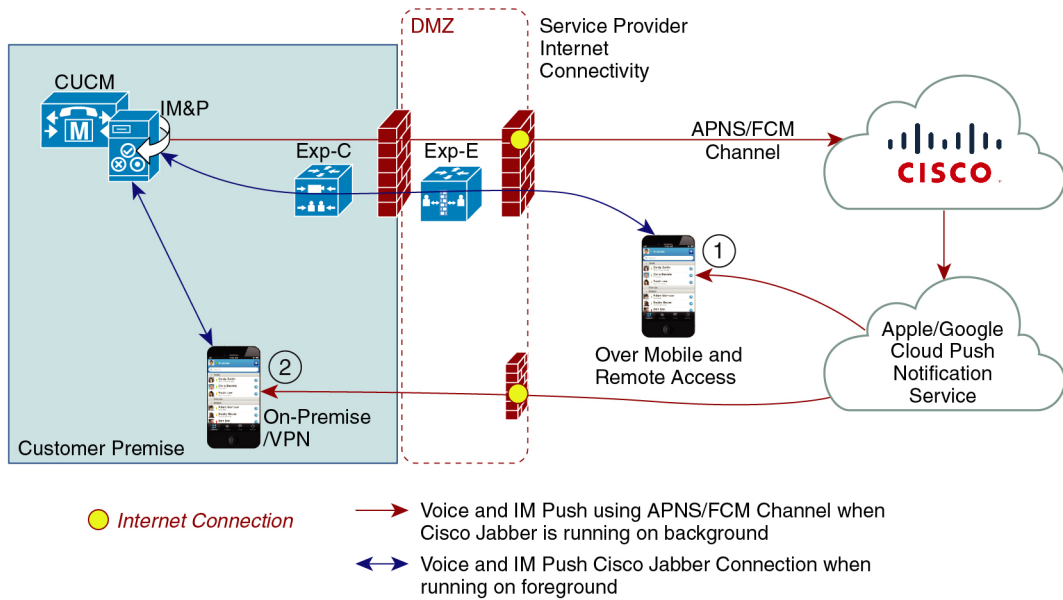 DMZ
Service Provider
Internet
Connectivity
CUCM
IM&P
M
Exp-C
Exp-E
APNS/FCM
Channel
CISCO
1
Over Mobile and
Remote Access
Apple/Google
Cloud Push
Notification
Service
2
On-Premise
/VPN
Customer Premise
Internet Connection
Voice and IM Push using APNS/FCM Channel when
Cisco Jabber is running on background
Voice and IM Push Cisco Jabber Connection when
running on foreground